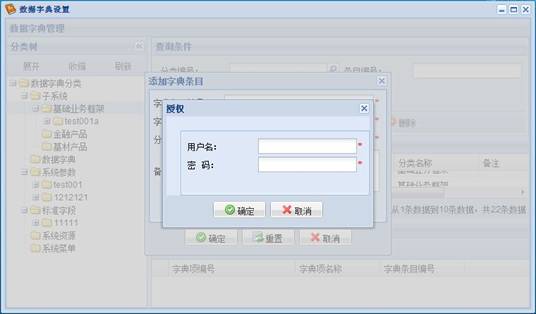 数据字典设置
数据字典管理
分类树
查询条件
展开 收缩 刷新
分类编号: 条目编号:
数据字典分类
子系统
基础业务框架
test001a
金融产品
基材产品
数据字典
系统参数
test001
1212121
标准字段
11111
系统资源
系统菜单
添加字典条目
授权
用户名: *
密 码: *
确定 取消
确定 重置 取消
删除
分类名称 备注
基础业务框架
从1条数据到10条数据，共22条数据
字典项编号 字典项名称 字典条目编号